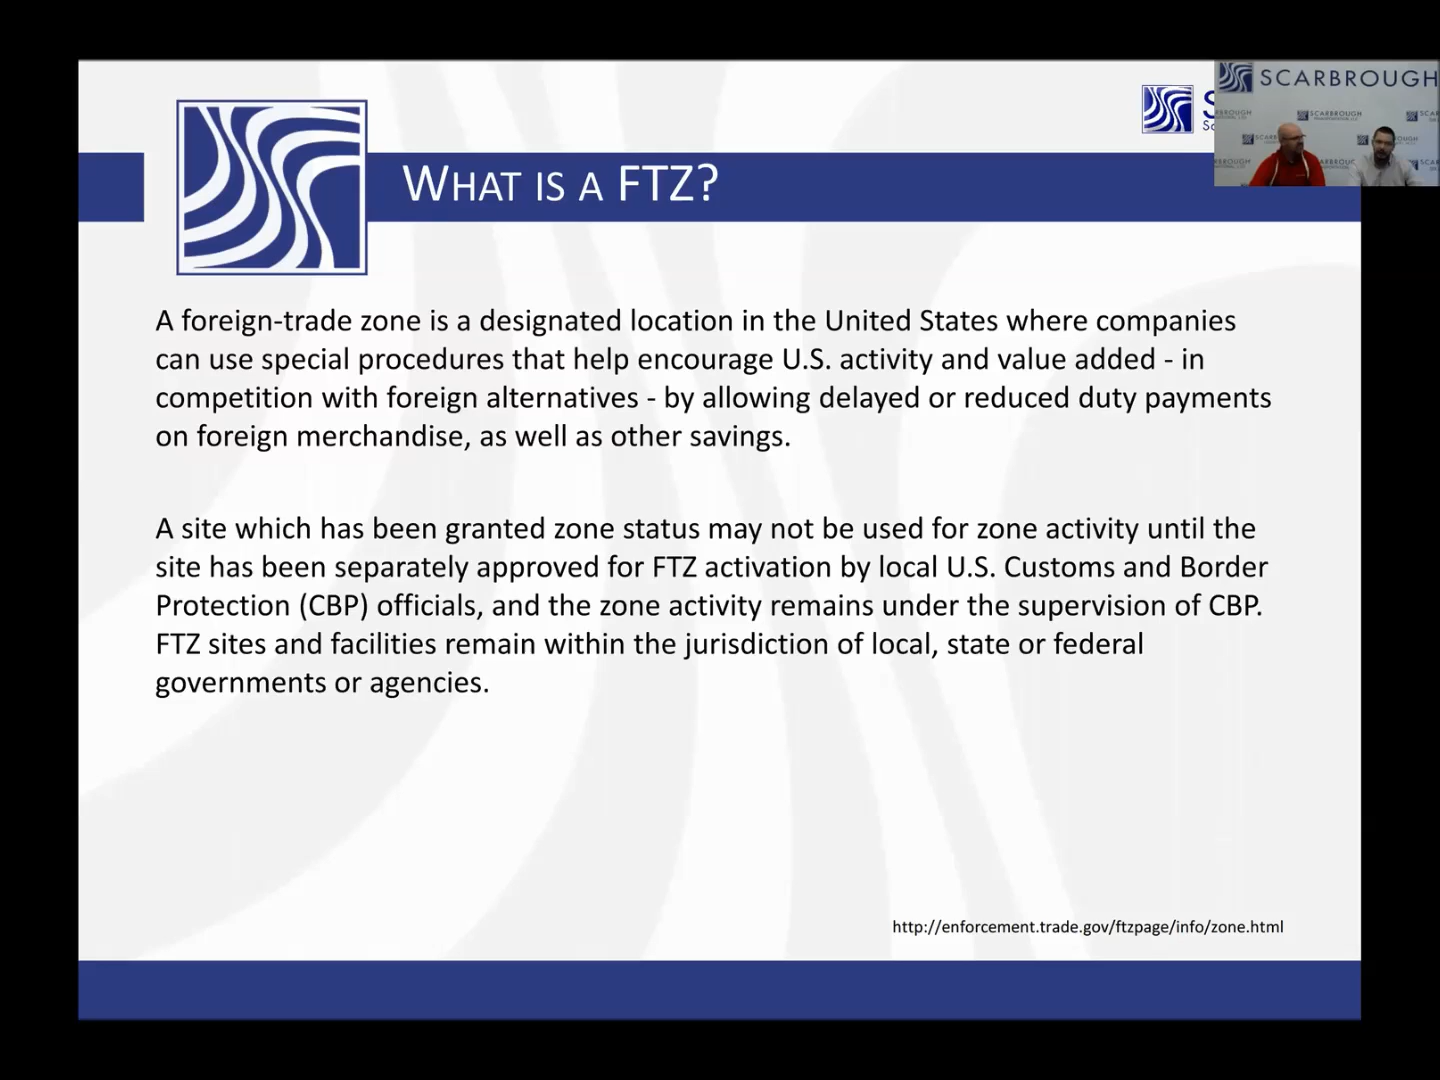 SCARBROUGH
WHAT IS A FTZ?
A foreign-trade zone is a designated location in the United States where companies
can use special procedures that help encourage U.S. activity and value added - in
competition with foreign alternatives - by allowing delayed or reduced duty payments
on foreign merchandise, as well as other savings.
A site which has been granted zone status may not be used for zone activity until the
site has been separately approved for FTZ activation by local U.S. Customs and Border
Protection (CBP) officials, and the zone activity remains under the supervision of CBP.
FTZ sites and facilities remain within the jurisdiction of local, state or federal
governments or agencies.
http://enforcement.trade.gov/ftzpage/info/zone.html